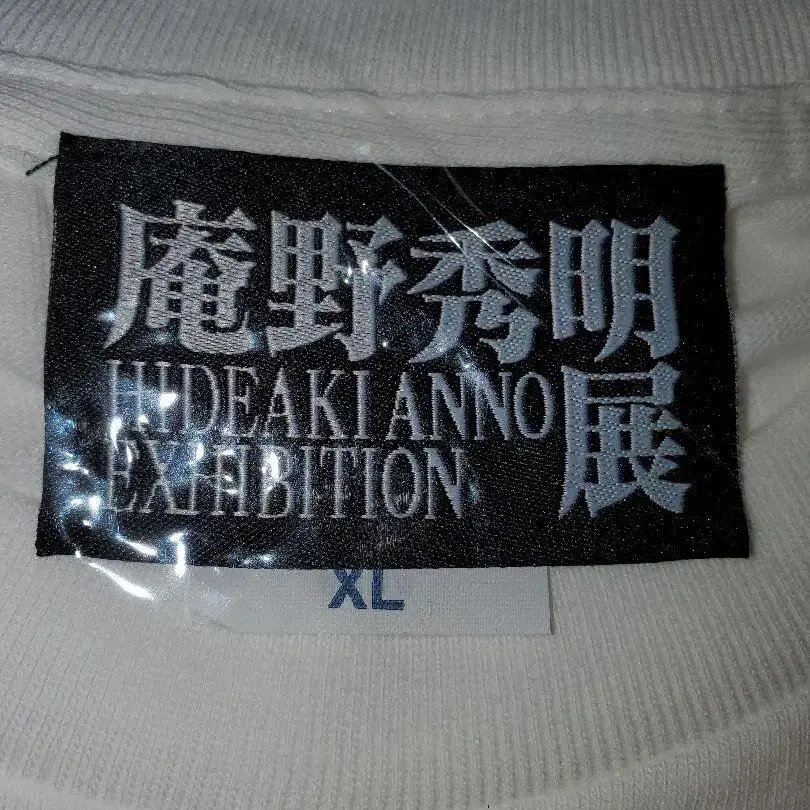 庵野秀明
展
HIDEAKI ANNO
EXHIBITION
XL